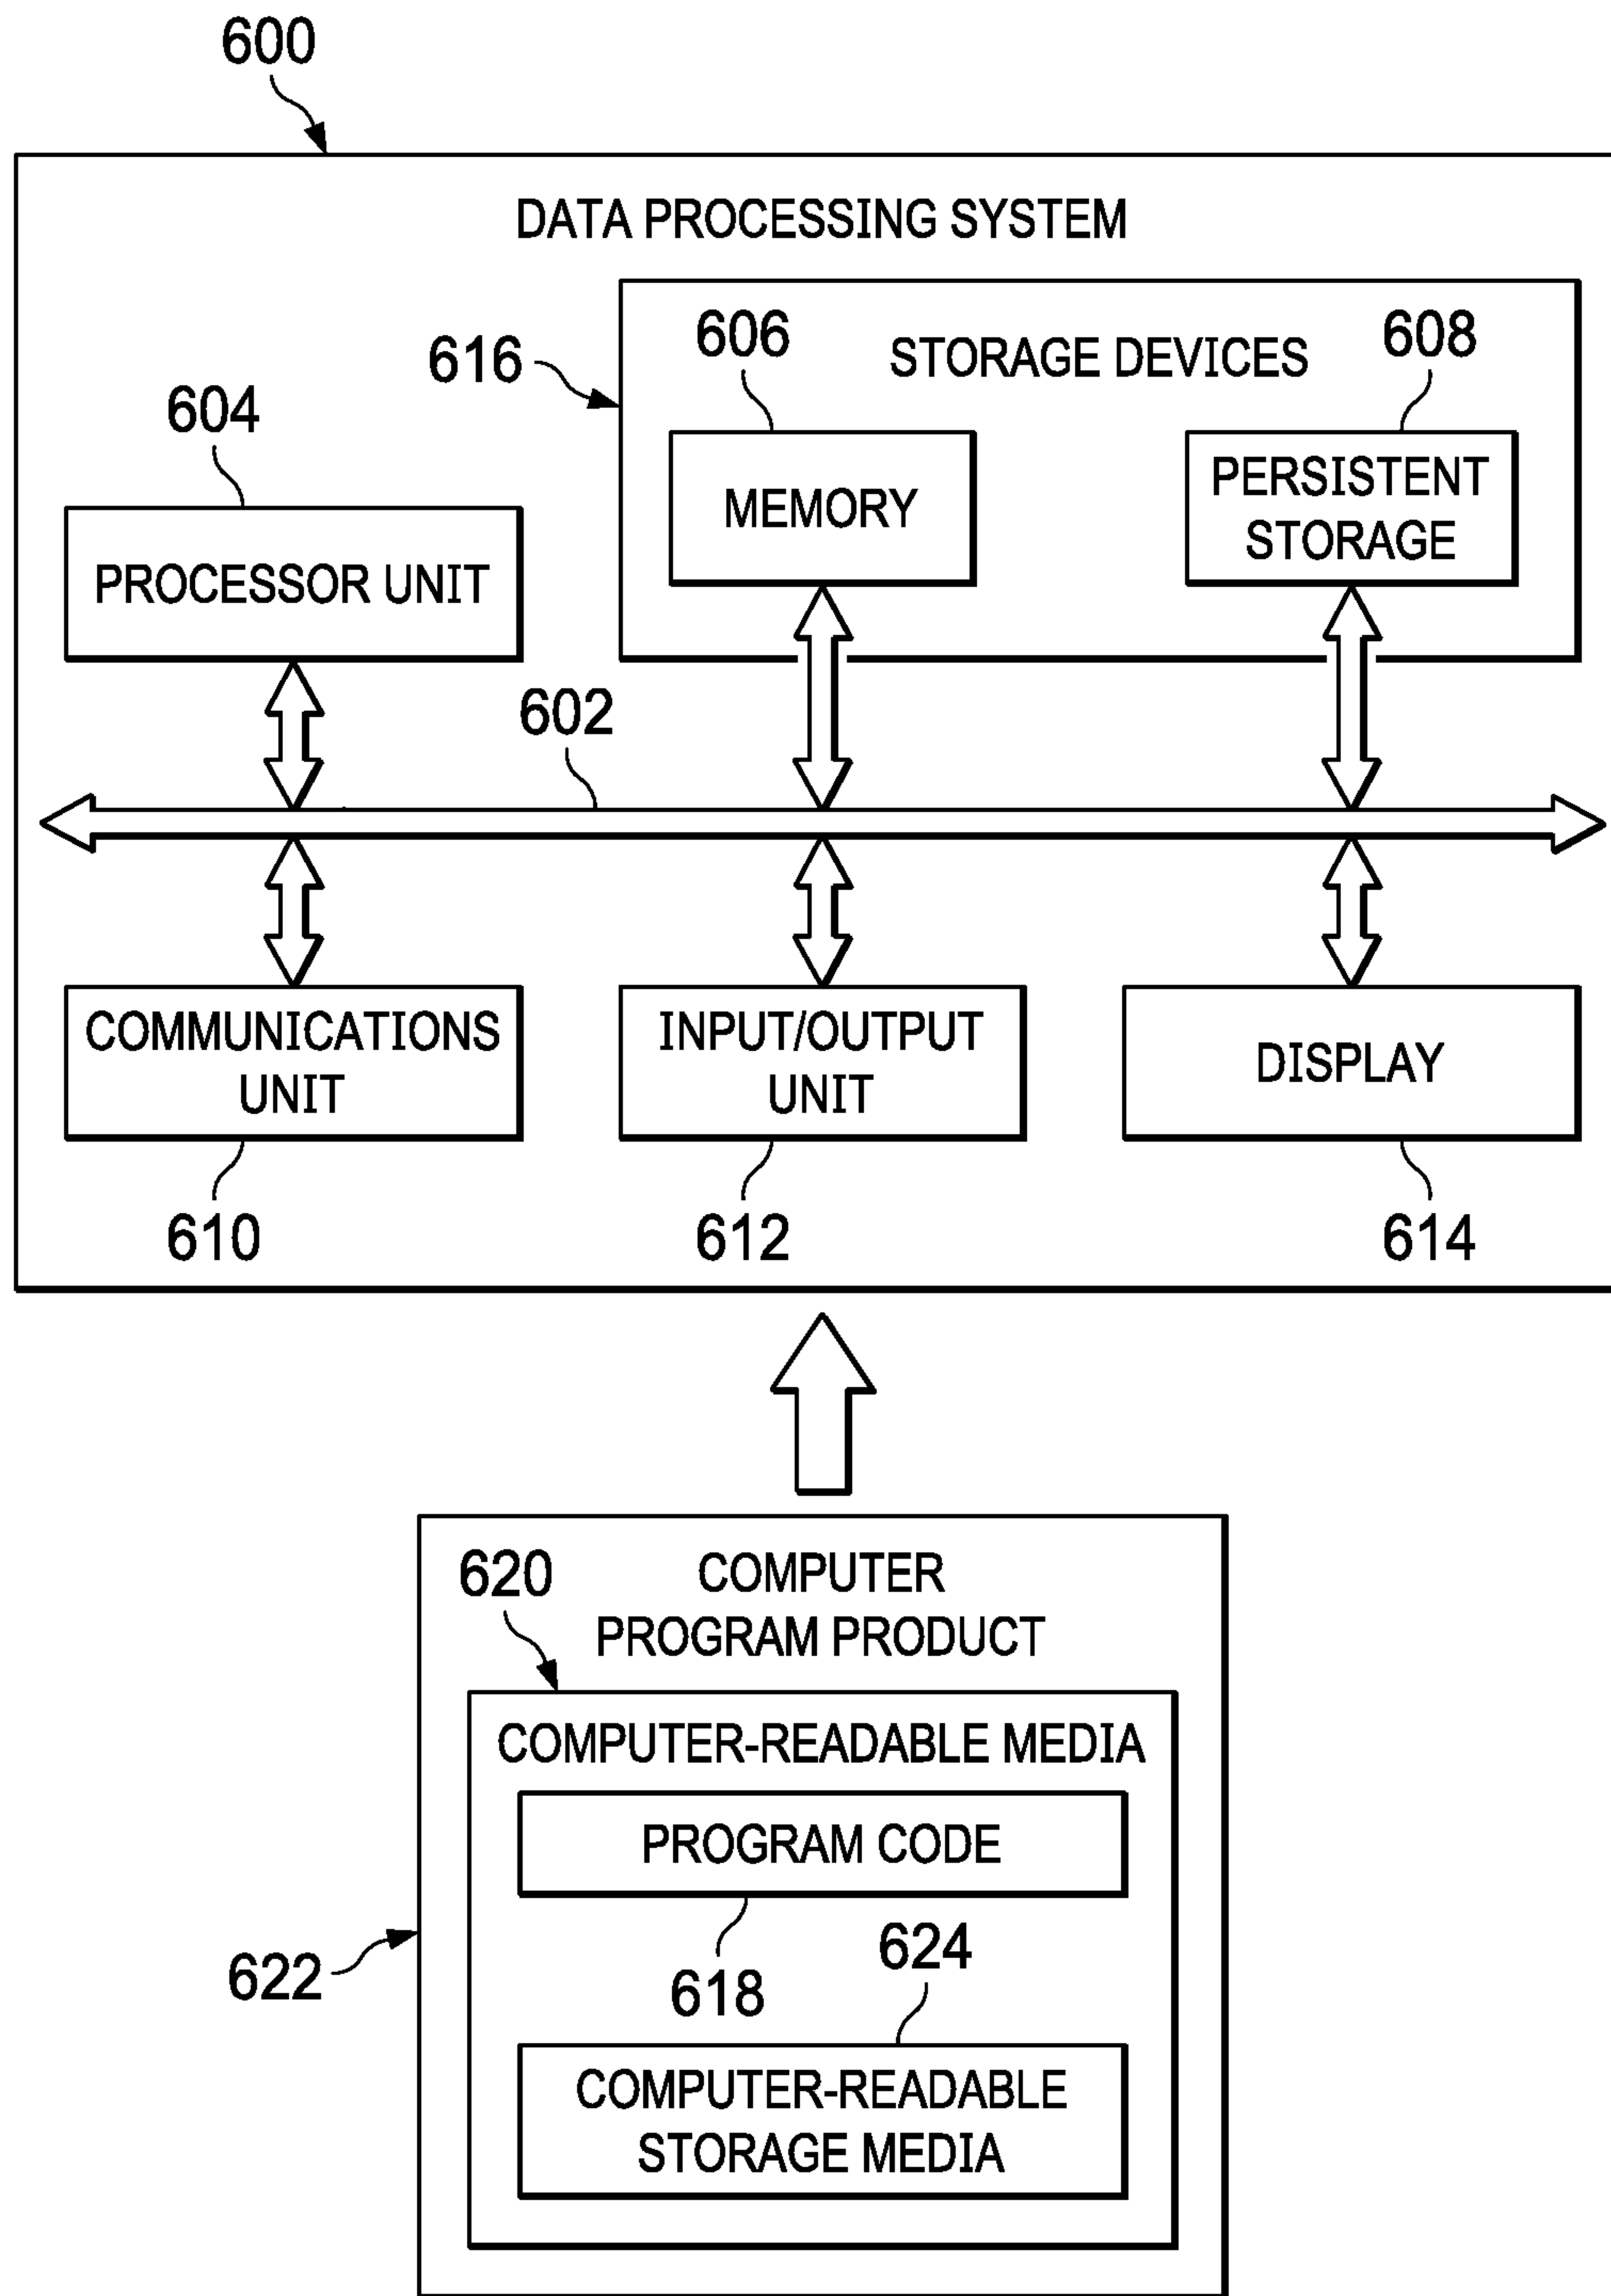 600
DATA PROCESSING SYSTEM
616
606
STORAGE DEVICES
608
604
MEMORY
PERSISTENT
STORAGE
PROCESSOR UNIT
602
COMMUNICATIONS
UNIT
INPUT/OUTPUT
UNIT
DISPLAY
610
612
614
620
COMPUTER
PROGRAM PRODUCT
COMPUTER-READABLE MEDIA
PROGRAM CODE
622
618
624
COMPUTER-READABLE
STORAGE MEDIA